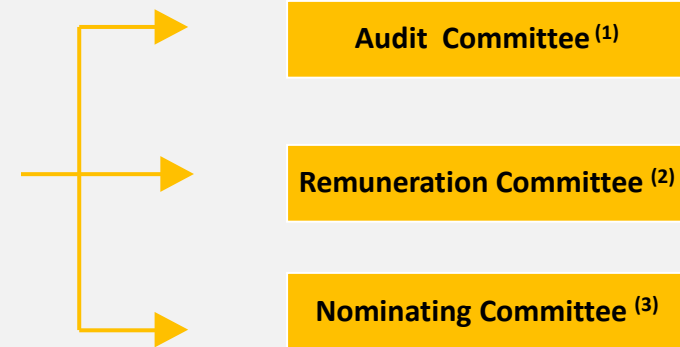 Audit Committee (1)
Remuneration Committee (2)
Nominating Committee (3)